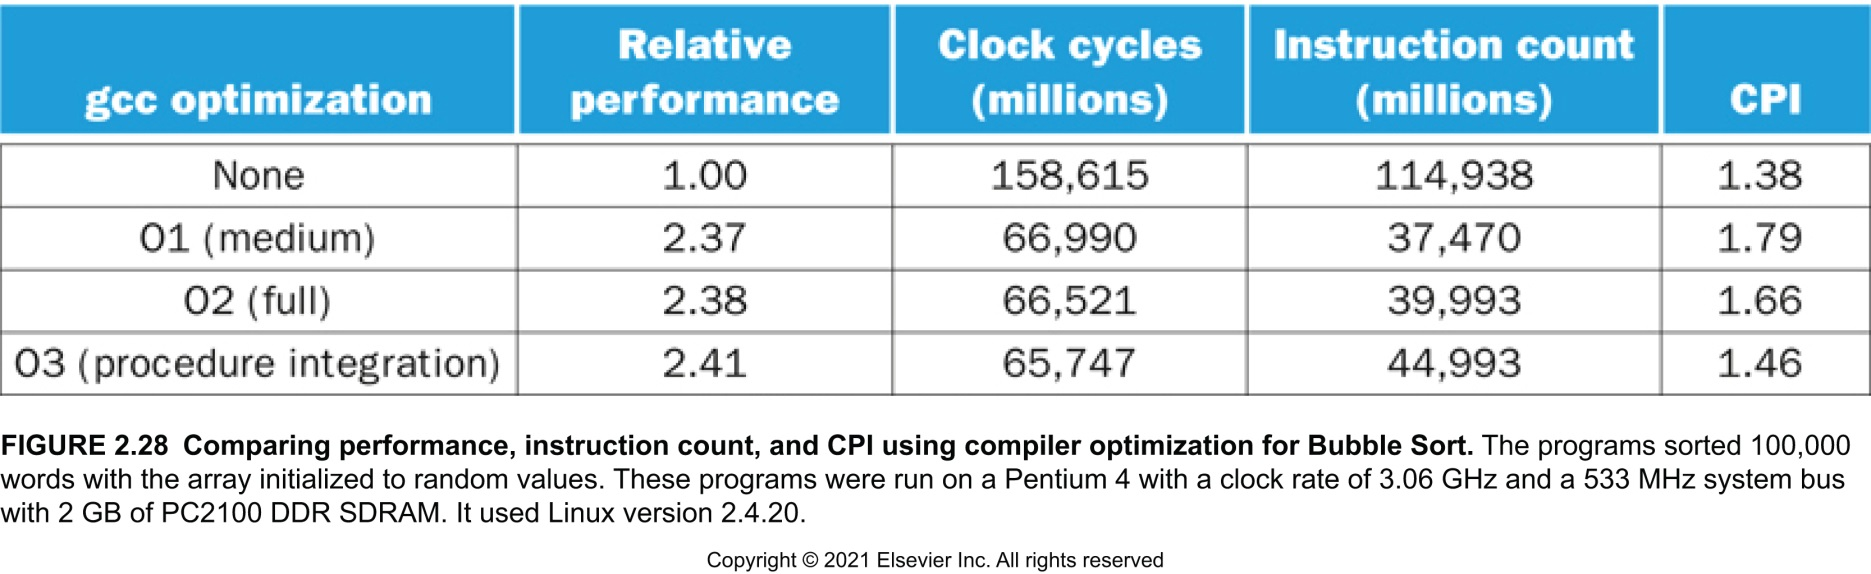 gcc optimization Relative performance Clock cycles (millions) Instruction count (millions) CPI
None 1.00 158,615 114,938 1.38
O1 (medium) 2.37 66,990 37,470 1.79
O2 (full) 2.38 66,521 39,993 1.66
O3 (procedure integration) 2.41 65,747 44,993 1.46
FIGURE 2.28 Comparing performance, instruction count, and CPI using compiler optimization for Bubble Sort. The programs sorted 100,000
words with the array initialized to random values. These programs were run on a Pentium 4 with a clock rate of 3.06 GHz and a 533 MHz system bus
with 2 GB of PC2100 DDR SDRAM. It used Linux version 2.4.20.
Copyright © 2021 Elsevier Inc. All rights reserved